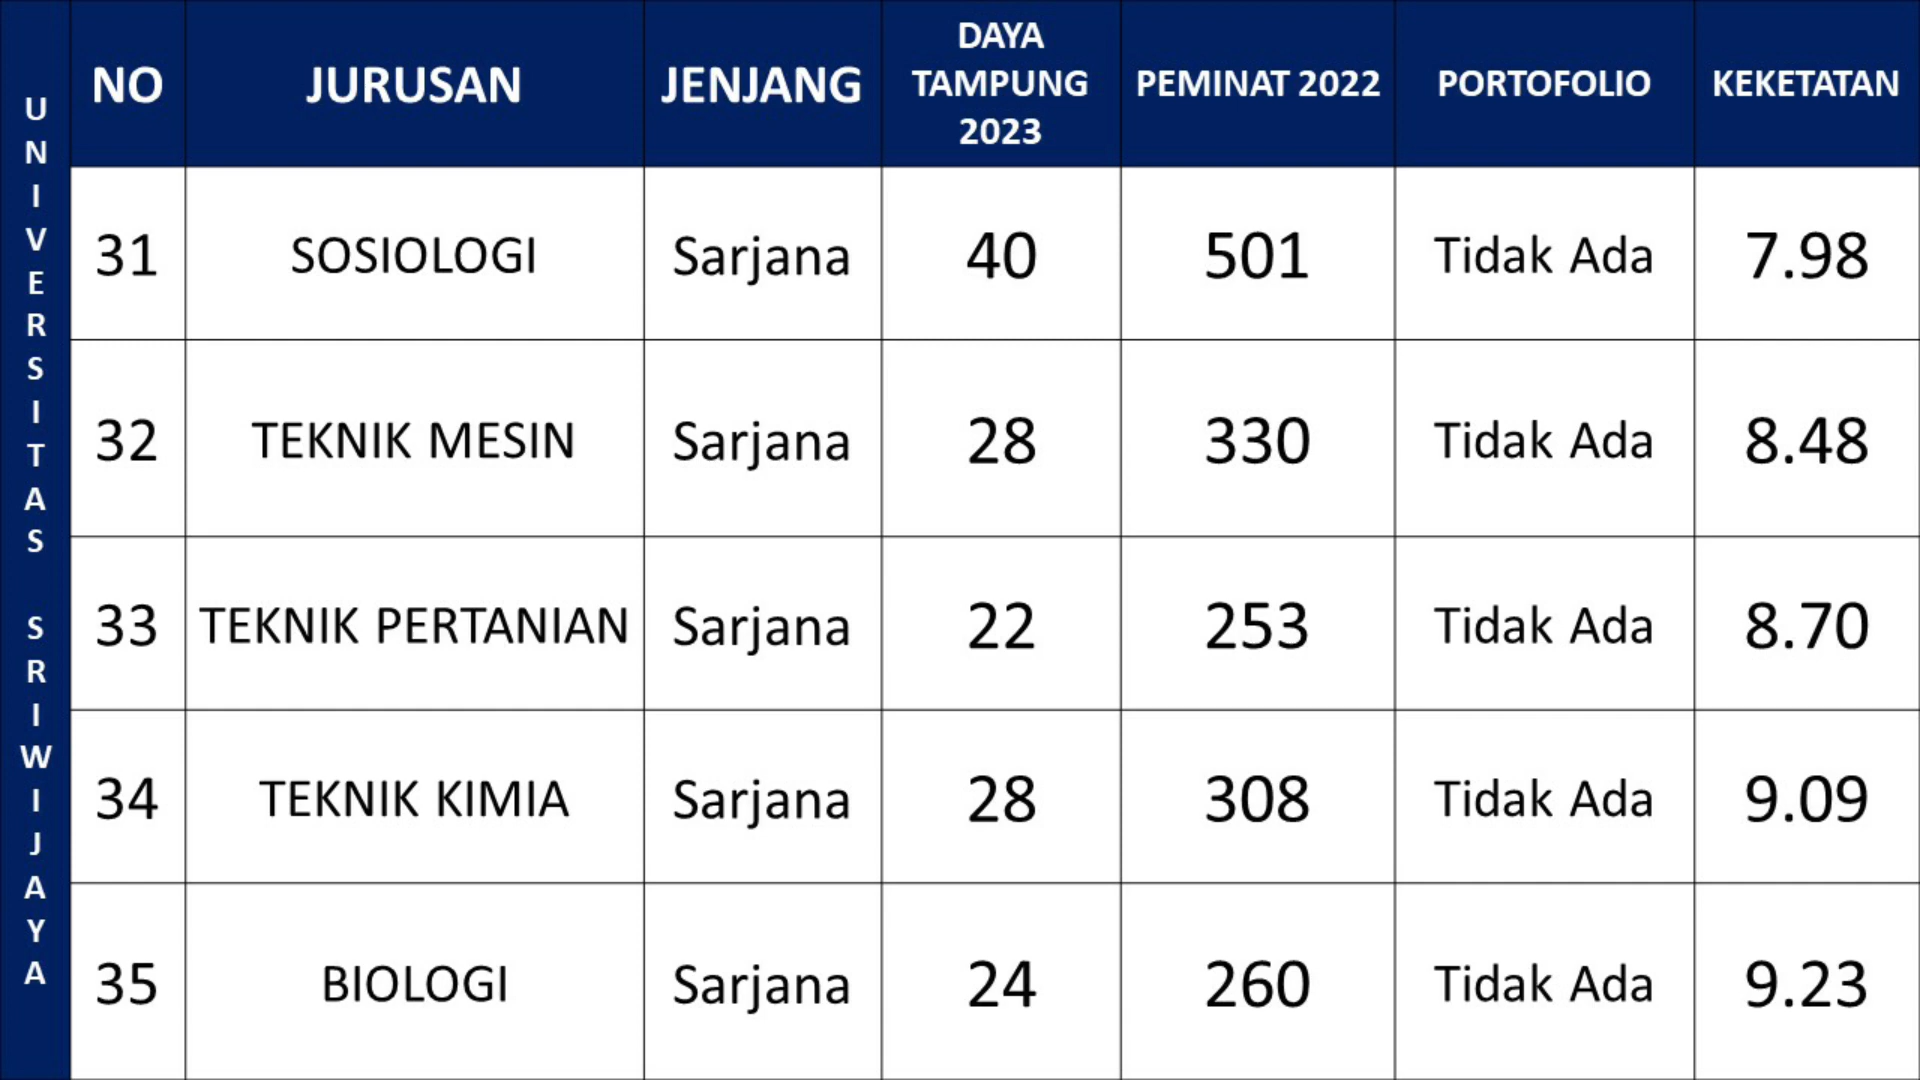 UNIVERSITAS SRIWIJAYA
NO JURUSAN JENJANG DAYA TAMPUNG 2023 PEMINAT 2022 PORTOFOLIO KEKETATAN
31 SOSIOLOGI Sarjana 40 501 Tidak Ada 7.98
32 TEKNIK MESIN Sarjana 28 330 Tidak Ada 8.48
33 TEKNIK PERTANIAN Sarjana 22 253 Tidak Ada 8.70
34 TEKNIK KIMIA Sarjana 28 308 Tidak Ada 9.09
35 BIOLOGI Sarjana 24 260 Tidak Ada 9.23